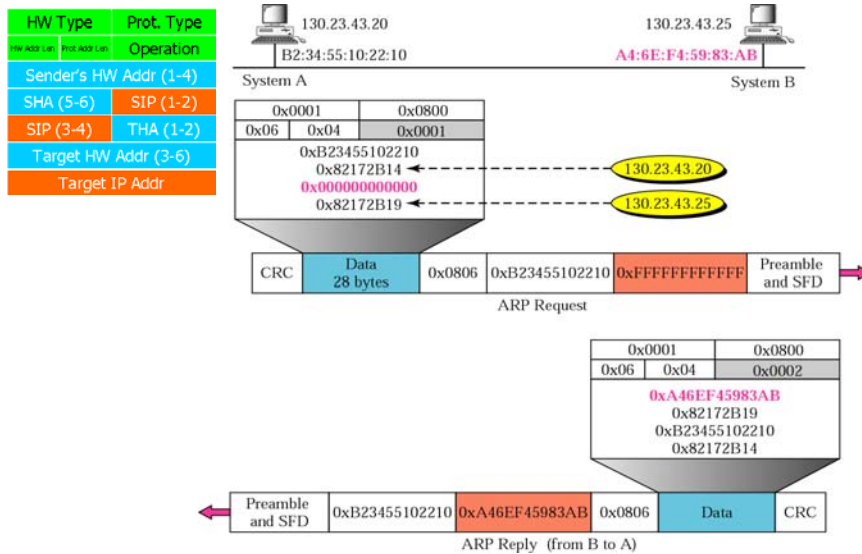 HW Type Prot. Type
HW Addr Len Prot Addr Len Operation
Sender's HW Addr (1-4)
SHA (5-6) SIP (1-2)
SIP (3-4) THA (1-2)
Target HW Addr (3-6)
Target IP Addr
130.23.43.20 130.23.43.25
B2:34:55:10:22:10 A4:6E:F4:59:83:AB
System A System B
0x0001 0x0800
0x06 0x04 0x0001
0xB23455102210
0x82172B14 130.23.43.20
0x000000000000
0x82172B19 130.23.43.25
CRC Data 0x0806 0xB23455102210 0xFFFFFFFFFFFF Preamble
28 bytes and SFD
ARP Request
0x0001 0x0800
0x06 0x04 0x0002
0xA46EF45983AB
0x82172B19
0xB23455102210
0x82172B14
Preamble 0xB23455102210 0xA46EF45983AB 0x0806 Data CRC
and SFD
ARP Reply (from B to A)